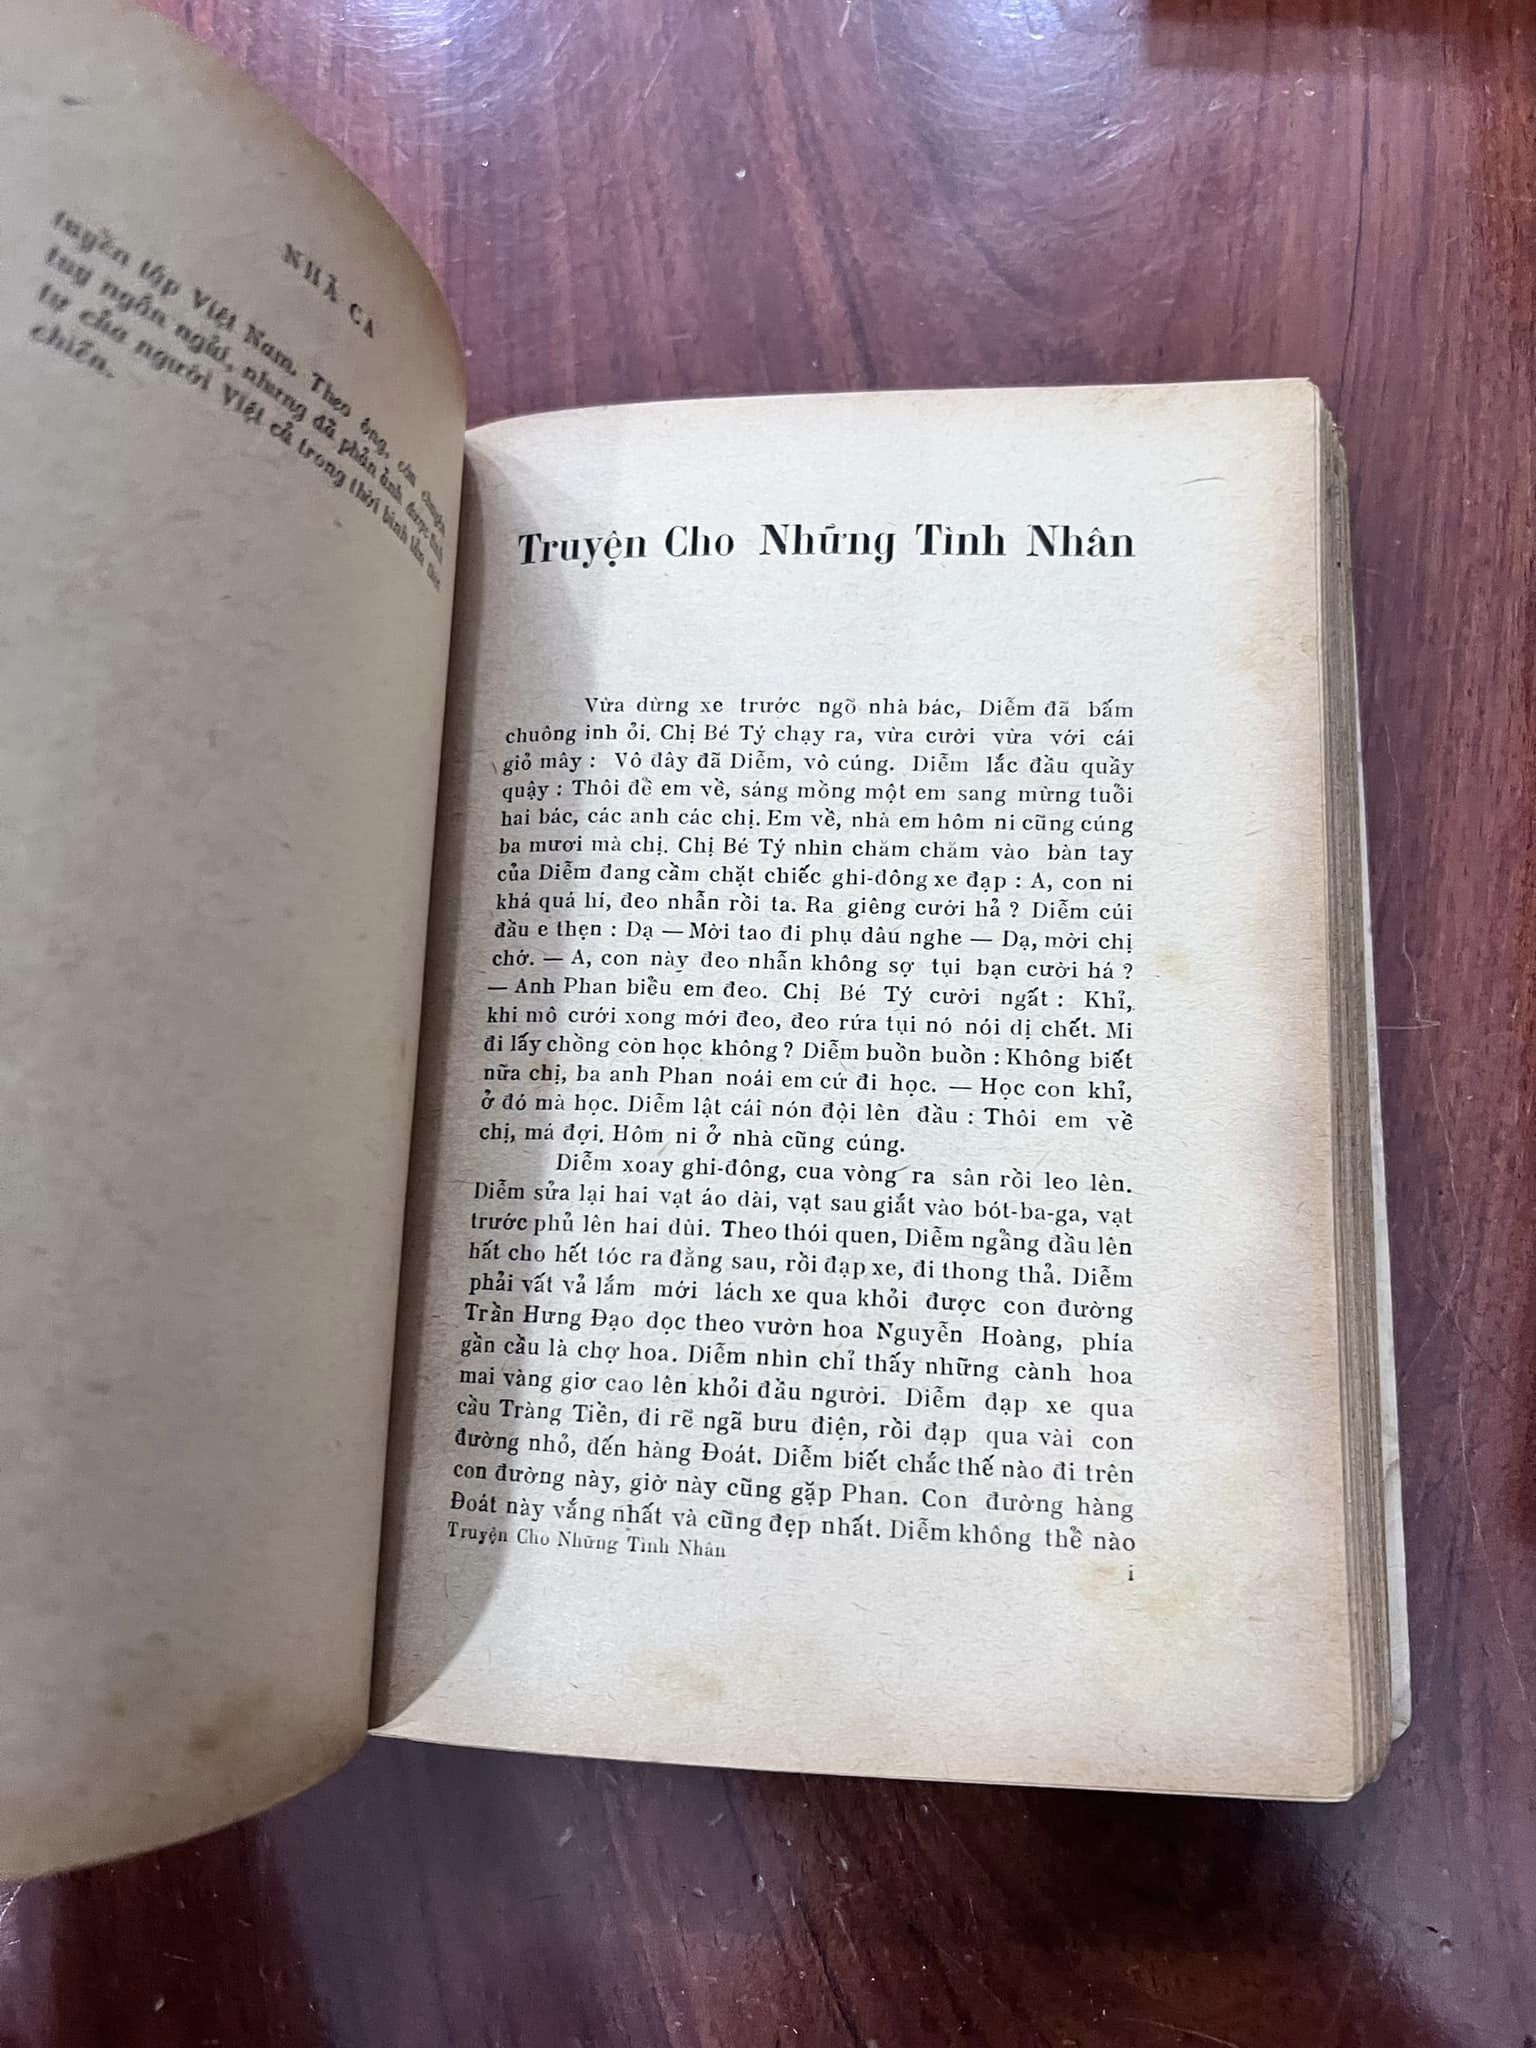 NHÃ CA
tuyển tập Việt Nam. Theo ông, câu chuyện
tuy ngắn ngủi, nhưng đã phản ảnh được tình
tự của người Việt cả trong thời bình lẫn thời
chiến.
Truyện Cho Những Tình Nhân
Vừa dừng xe trước ngõ nhà bác, Diễm đã bấm
chuông inh ỏi. Chị Bé Tý chạy ra, vừa cười vừa với cái
giỏ mây : Vô đây đã Diễm, vô cúng. Diễm lắc đầu quầy
quậy : Thôi để em về, sáng mồng một em sang mừng tuổi
hai bác, các anh các chị. Em về, nhà em hôm ni cũng cúng
ba mươi mà chị. Chị Bé Tý nhìn chăm chăm vào bàn tay
của Diễm đang cầm chặt chiếc ghi-đông xe đạp : A, con ni
khá quá hí, đeo nhẫn rồi ta. Ra giêng cưới hả ? Diễm cúi
đầu e thẹn : Dạ — Mời tao đi phụ dâu nghe — Dạ, mời chị
chớ. — A, con này đeo nhẫn không sợ tụi bạn cười há ?
— Anh Phan biểu em đeo. Chị Bé Tý cười ngất : Khỉ,
khi mô cưới xong mới đeo, đeo rứa tụi nó nói dị chết. Mi
đi lấy chồng còn học không ? Diễm buồn buồn : Không biết
nữa chị, ba anh Phan noái em cứ đi học. — Học con khỉ,
ở đó mà học. Diễm lật cái nón đội lên đầu : Thôi em về
chị, má đợi. Hôm ni ở nhà cũng cúng.
Diễm xoay ghi-đông, cua vòng ra sân rồi leo lên.
Diễm sửa lại hai vạt áo dài, vạt sau giắt vào bót-ba-ga, vạt
trước phủ lên hai đùi. Theo thói quen, Diễm ngẩng đầu lên
hất cho hết tóc ra đằng sau, rồi đạp xe, đi thong thả. Diễm
phải vất vả lắm mới lách xe qua khỏi được con đường
Trần Hưng Đạo dọc theo vườn hoa Nguyễn Hoàng, phía
gần cầu là chợ hoa. Diễm nhìn chỉ thấy những cành hoa
mai vàng giơ cao lên khỏi đầu người. Diễm đạp xe qua
cầu Tràng Tiền, đi rẽ ngã bưu điện, rồi đạp qua vài con
đường nhỏ, đến hàng Đoát. Diễm biết chắc thế nào đi trên
con đường này, giờ này cũng gặp Phan. Con đường hàng
Đoát này vắng nhất và cũng đẹp nhất. Diễm không thể nào
Truyện Cho Những Tình Nhân
i